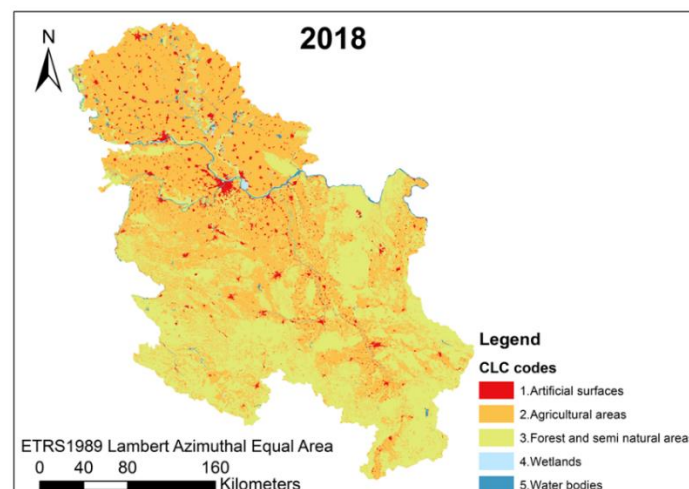 2018
N
Legend
CLC codes
1.Artificial surfaces
2.Agricultural areas
3.Forest and semi natural area
4.Wetlands
5.Water bodies
ETRS1989 Lambert Azimuthal Equal Area
0 40 80 160
Kilometers